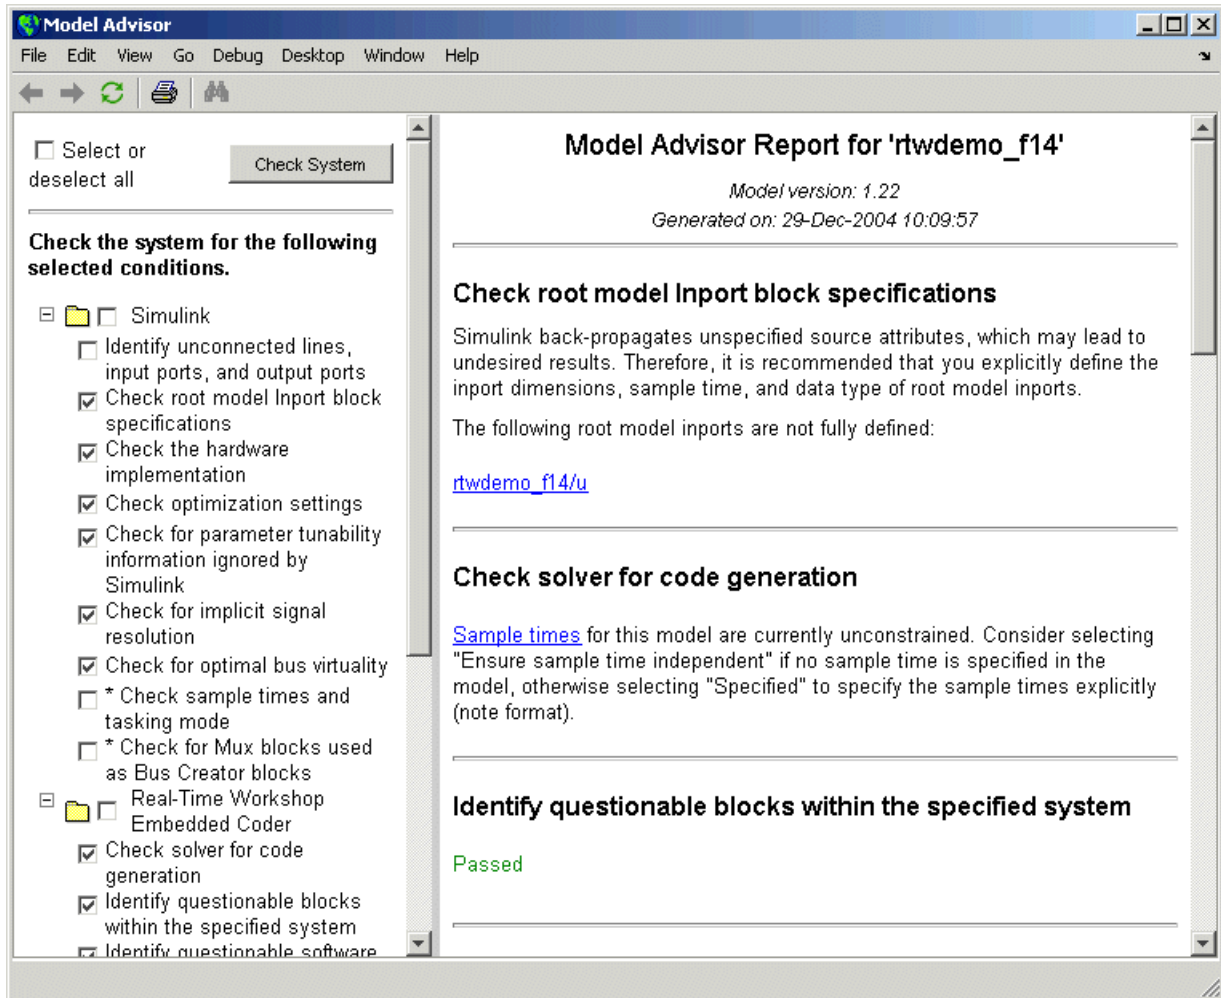 Model Advisor
File Edit View Go Debug Desktop Window Help
Select or
deselect all
Check System
Check the system for the following
selected conditions.
Simulink
Identify unconnected lines,
input ports, and output ports
Check root model Inport block
specifications
Check the hardware
implementation
Check optimization settings
Check for parameter tunability
information ignored by
Simulink
Check for implicit signal
resolution
Check for optimal bus virtuality
* Check sample times and
tasking mode
* Check for Mux blocks used
as Bus Creator blocks
Real-Time Workshop
Embedded Coder
Check solver for code
generation
Identify questionable blocks
within the specified system
Identify questionable software
Model Advisor Report for 'rtwdemo_f14'
Model version: 1.22
Generated on: 29-Dec-2004 10:09:57
Check root model Inport block specifications
Simulink back-propagates unspecified source attributes, which may lead to
undesired results. Therefore, it is recommended that you explicitly define the
inport dimensions, sample time, and data type of root model inports.
The following root model inports are not fully defined:
rtwdemo_f14/u
Check solver for code generation
Sample times for this model are currently unconstrained. Consider selecting
"Ensure sample time independent" if no sample time is specified in the
model, otherwise selecting "Specified" to specify the sample times explicitly
(note format).
Identify questionable blocks within the specified system
Passed